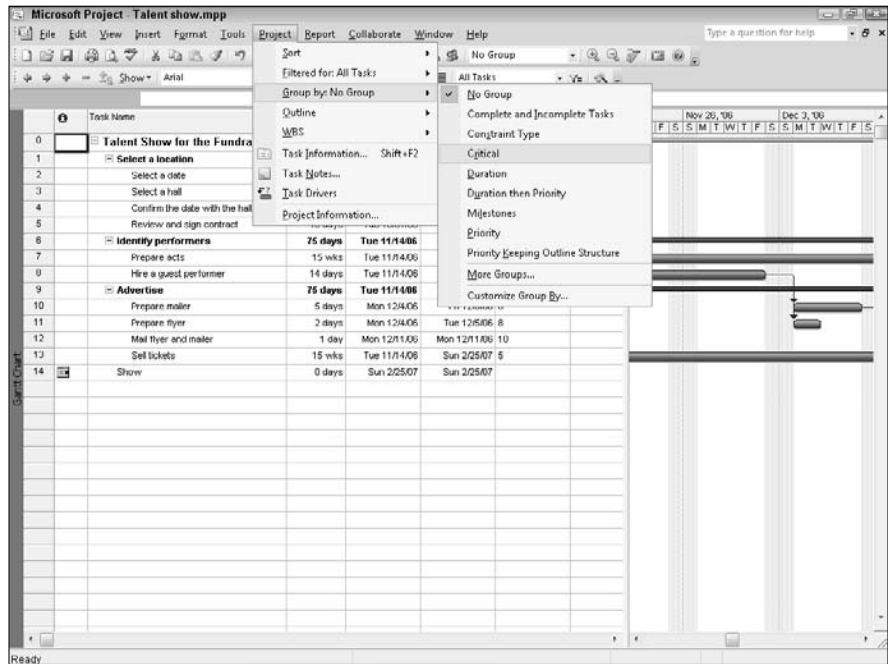 Microsoft Project - Talent show.mpp
File Edit View Insert Format Tools Project Report Collaborate Window Help
Type a question for help
No Group
Show Arial
All Tasks
Sort
Filtered for: All Tasks
Group by: No Group
Outline
WBS
Task Information... Shift+F2
Task Notes...
Task Drivers
Project Information...
No Group
Complete and Incomplete Tasks
Constraint Type
Critical
Duration
Duration then Priority
Milestones
Priority
Priority Keeping Outline Structure
More Groups...
Customize Group By...
Task Name
Nov 26, '06 Dec 3, '06
F S S M T W T F S S M T W T F S
0 Talent Show for the Fundra
1 Select a location
2 Select a date
3 Select a hall
4 Confirm the date with the hall
5 Review and sign contract
6 Identify performers 75 days Tue 11/14/06
7 Prepare acts 15 wks Tue 11/14/06
8 Hire a guest performer 14 days Tue 11/14/06
9 Advertise 75 days Tue 11/14/06
10 Prepare mailer 5 days Mon 12/4/06
11 Prepare flyer 2 days Mon 12/4/06 Tue 12/5/06 8
12 Mail flyer and mailer 1 day Mon 12/11/06 Mon 12/11/06 10
13 Sell tickets 15 wks Tue 11/14/06 Sun 2/25/07 5
14 Show 0 days Sun 2/25/07 Sun 2/25/07
Gantt Chart
Ready